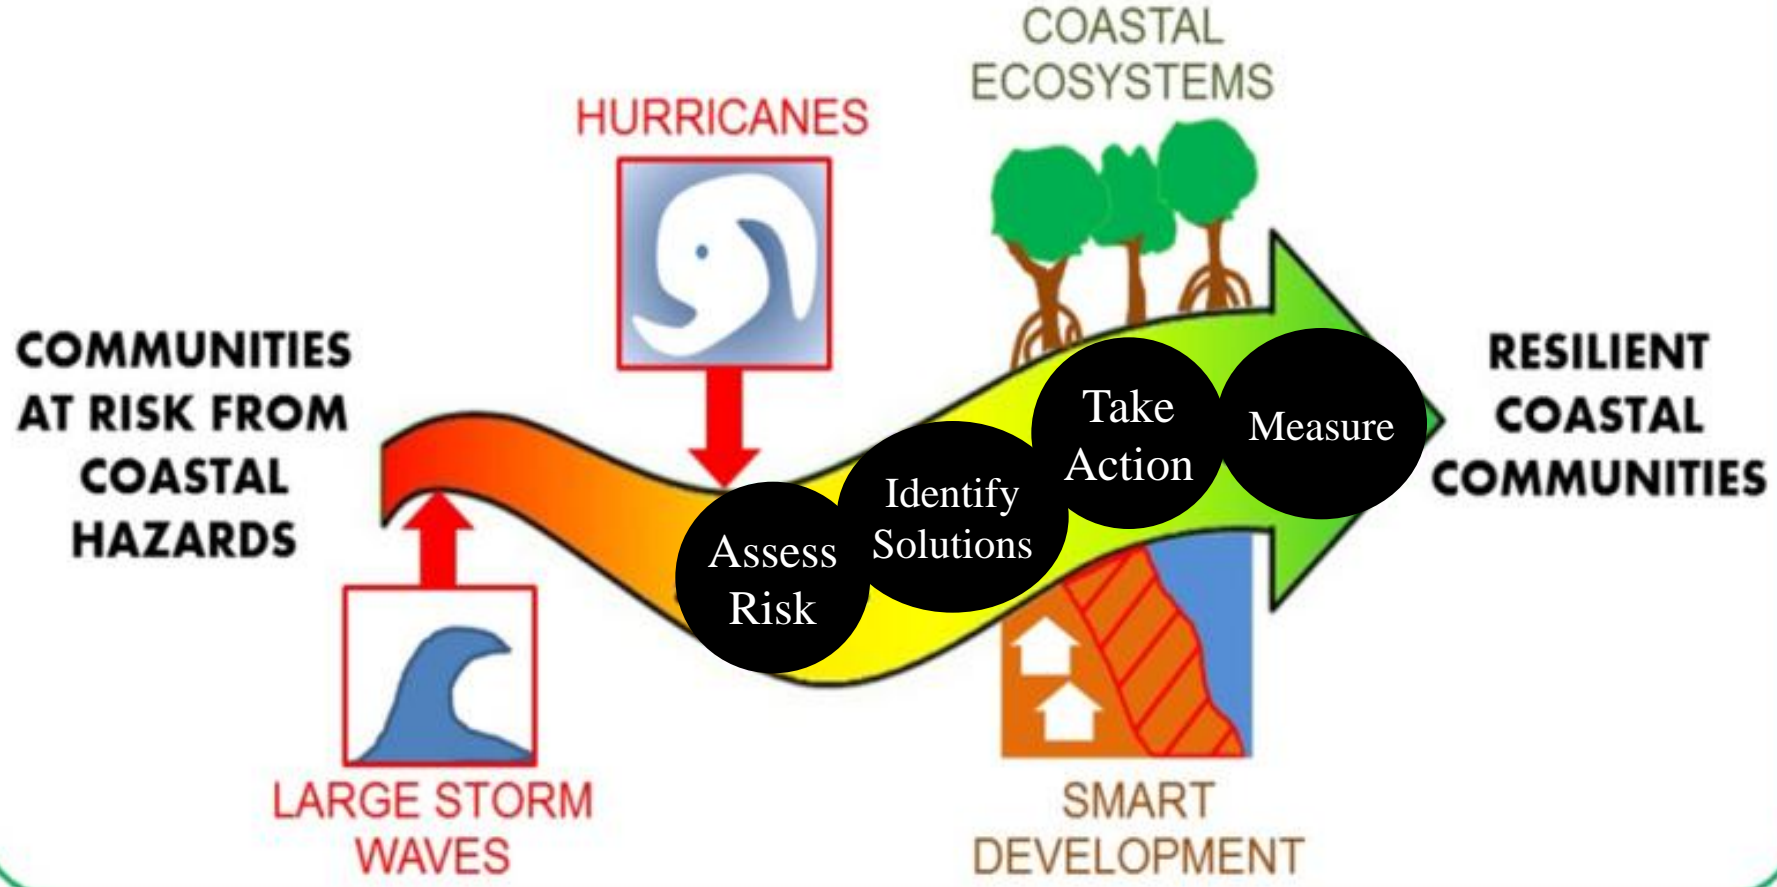 COASTAL
ECOSYSTEMS
HURRICANES
COMMUNITIES
AT RISK FROM
COASTAL
HAZARDS
Assess
Risk
Identify
Solutions
Take
Action
Measure
RESILIENT
COASTAL
COMMUNITIES
LARGE STORM
WAVES
SMART
DEVELOPMENT